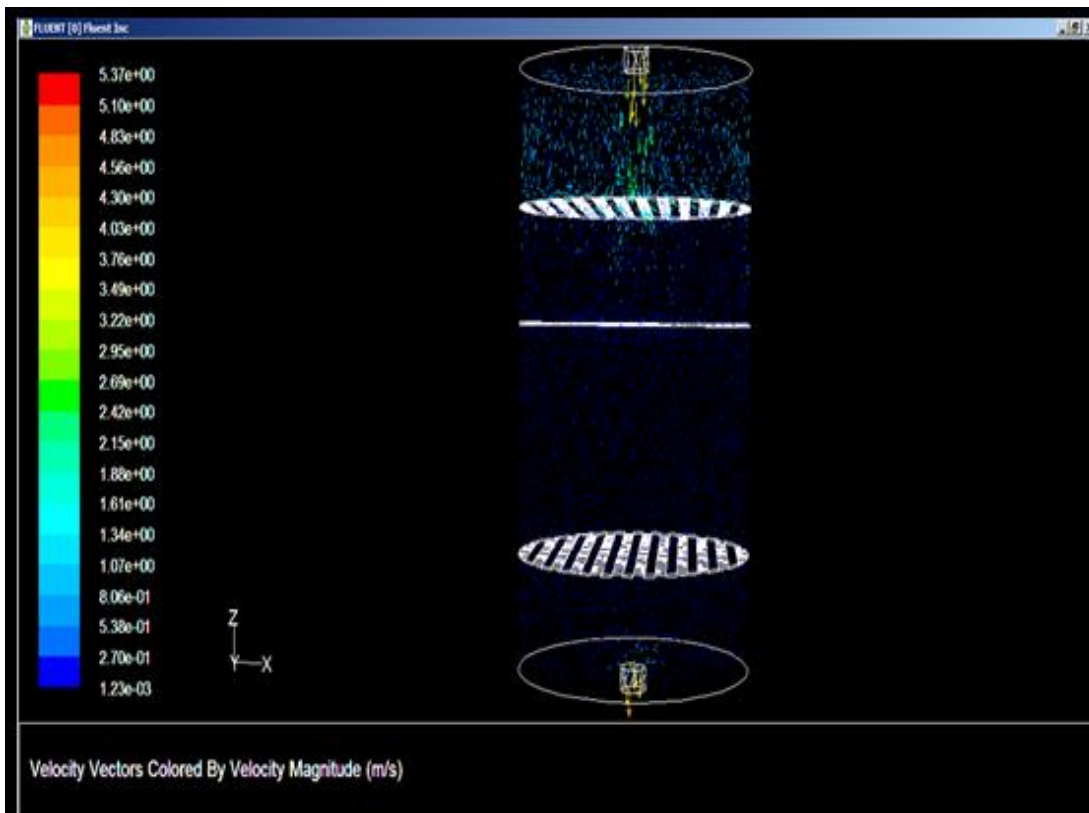 FLUENT [0] Fluent Inc
5.37e+00
5.10e+00
4.83e+00
4.56e+00
4.30e+00
4.03e+00
3.76e+00
3.49e+00
3.22e+00
2.95e+00
2.69e+00
2.42e+00
2.15e+00
1.88e+00
1.61e+00
1.34e+00
1.07e+00
8.06e-01
5.38e-01
2.70e-01
1.23e-03
Z
Y X
Velocity Vectors Colored By Velocity Magnitude (m/s)